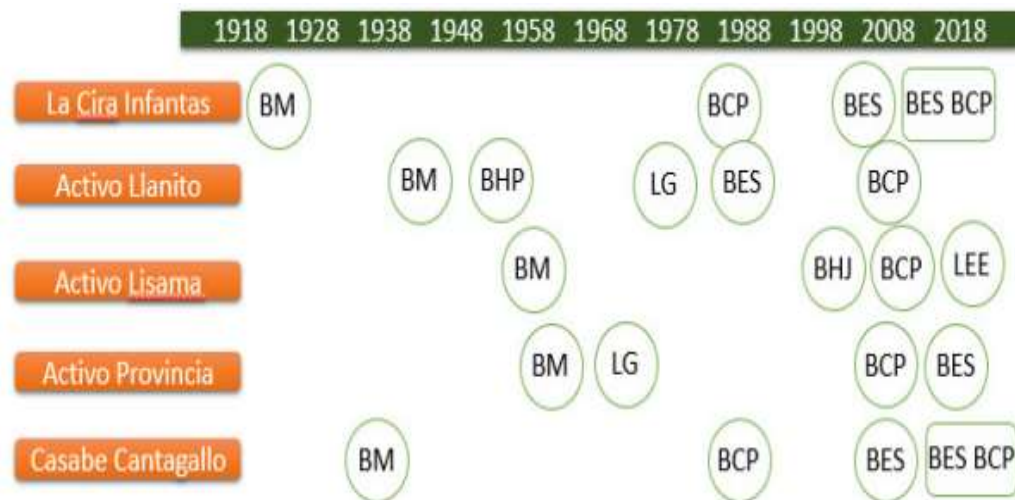 1918 1928 1938 1948 1958 1968 1978 1988 1998 2008 2018
La Cira Infantas BM BCP BES BES BCP
Activo Llanito BM BHP LG BES BCP
Activo Lisama BM BHJ BCP LEE
Activo Provincia BM LG BCP BES
Casabe Cantagallo BM BCP BES BES BCP